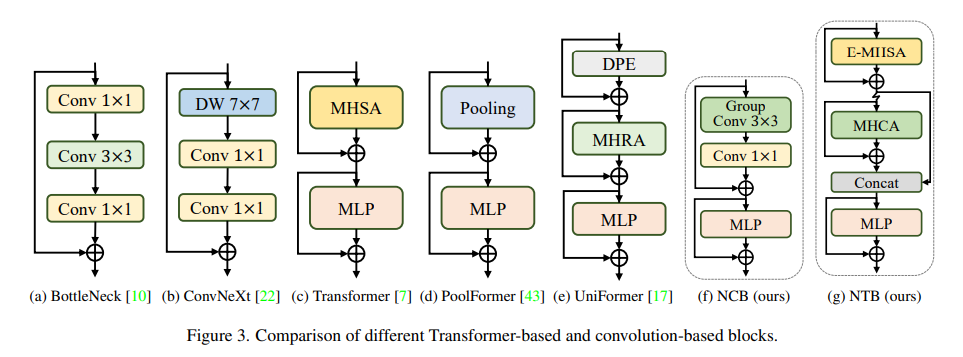 Conv 1×1
Conv 3×3
Conv 1×1
(a) BottleNeck [10]
DW 7×7
Conv 1×1
Conv 1×1
(b) ConvNeXt [22]
MHSA
MLP
(c) Transformer [7]
Pooling
MLP
(d) PoolFormer [43]
DPE
MHRA
MLP
(e) UniFormer [17]
Group
Conv 3×3
Conv 1×1
MLP
(f) NCB (ours)
E-MHSA
MHCA
Concat
MLP
(g) NTB (ours)
Figure 3. Comparison of different Transformer-based and convolution-based blocks.